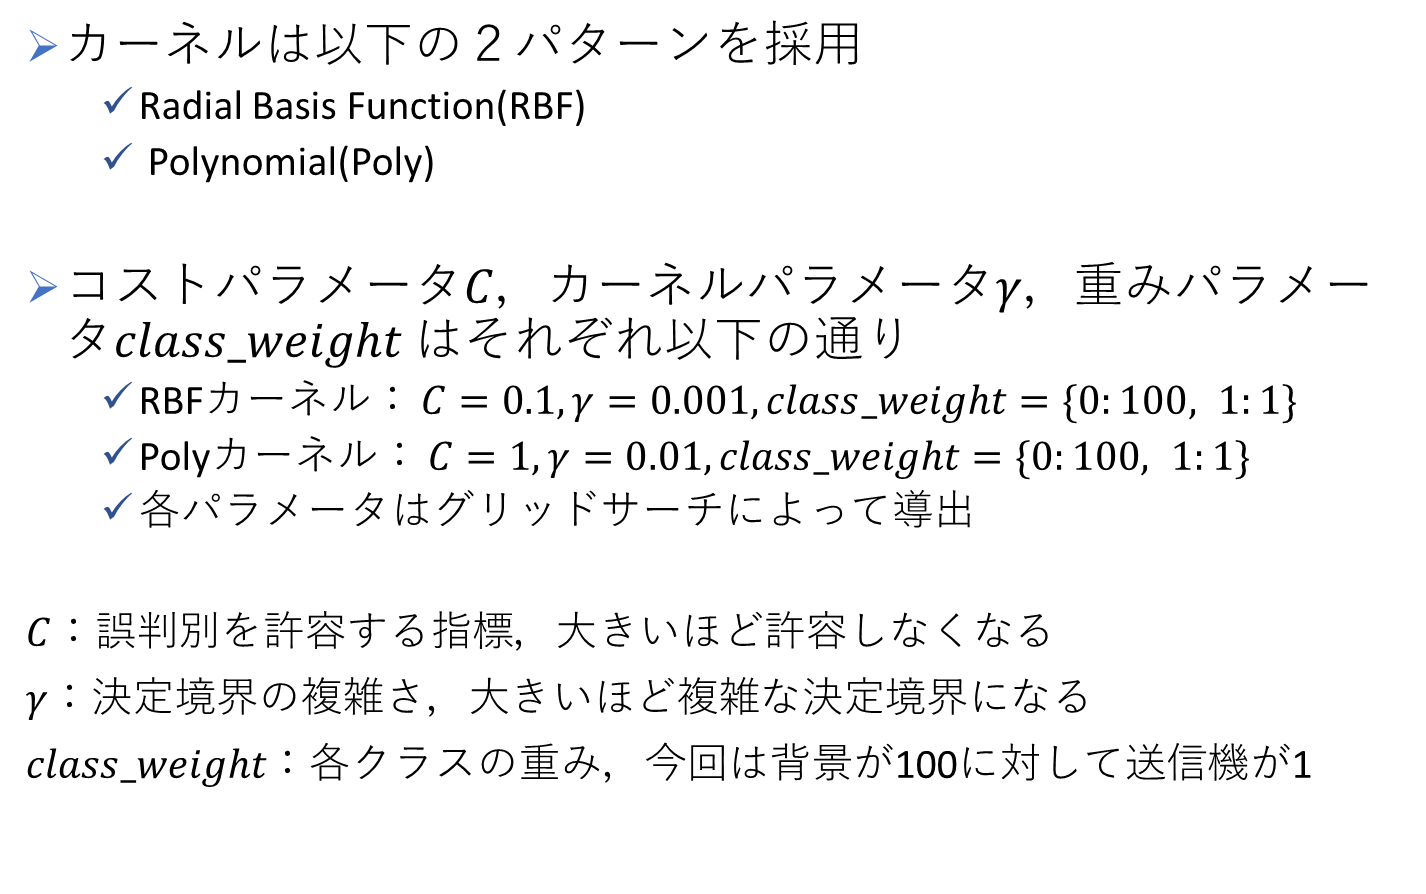 ➢カーネルは以下の２パターンを採用
✓Radial Basis Function(RBF)
✓ Polynomial(Poly)
➢コストパラメータC，カーネルパラメータγ，重みパラメー
タclass_weight はそれぞれ以下の通り
✓RBFカーネル： C = 0.1, γ = 0.001, class_weight = {0: 100, 1: 1}
✓Polyカーネル： C = 1, γ = 0.01, class_weight = {0: 100, 1: 1}
✓各パラメータはグリッドサーチによって導出
C：誤判別を許容する指標，大きいほど許容しなくなる
γ：決定境界の複雑さ，大きいほど複雑な決定境界になる
class_weight：各クラスの重み，今回は背景が100に対して送信機が1